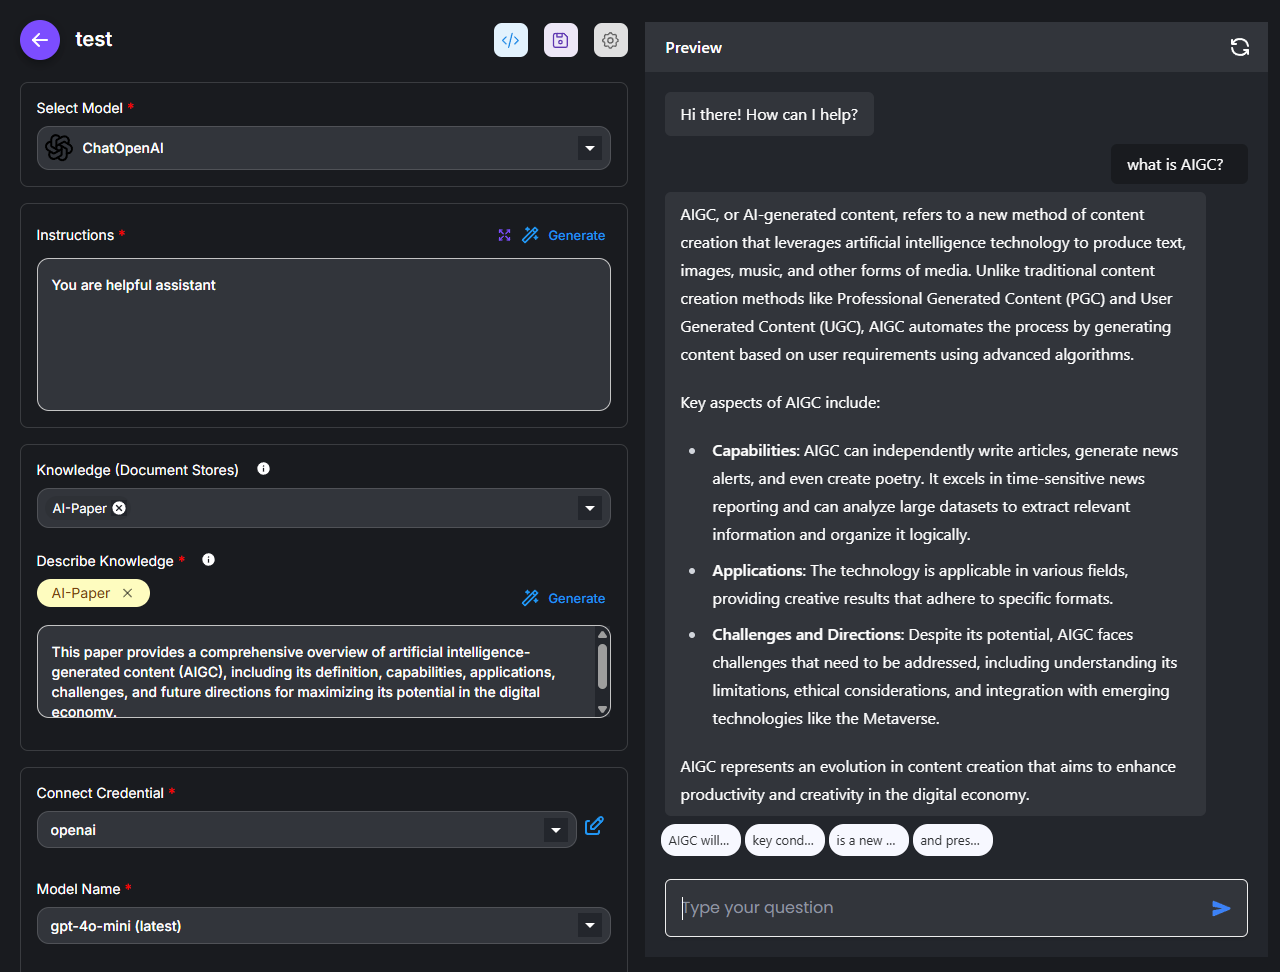 test
Select Model *
ChatOpenAI
Instructions *
Generate
You are helpful assistant
Knowledge (Document Stores)
AI-Paper
Describe Knowledge *
AI-Paper
Generate
This paper provides a comprehensive overview of artificial intelligence-
generated content (AIGC), including its definition, capabilities, applications,
challenges, and future directions for maximizing its potential in the digital
economy.
Connect Credential *
openai
Model Name *
gpt-4o-mini (latest)
Preview
Hi there! How can I help?
what is AIGC?
AIGC, or AI-generated content, refers to a new method of content
creation that leverages artificial intelligence technology to produce text,
images, music, and other forms of media. Unlike traditional content
creation methods like Professional Generated Content (PGC) and User
Generated Content (UGC), AIGC automates the process by generating
content based on user requirements using advanced algorithms.
Key aspects of AIGC include:
• Capabilities: AIGC can independently write articles, generate news
alerts, and even create poetry. It excels in time-sensitive news
reporting and can analyze large datasets to extract relevant
information and organize it logically.
• Applications: The technology is applicable in various fields,
providing creative results that adhere to specific formats.
• Challenges and Directions: Despite its potential, AIGC faces
challenges that need to be addressed, including understanding its
limitations, ethical considerations, and integration with emerging
technologies like the Metaverse.
AIGC represents an evolution in content creation that aims to enhance
productivity and creativity in the digital economy.
AIGC will... key cond... is a new ... and pres...
Type your question